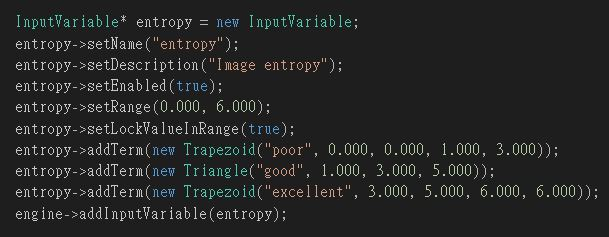 InputVariable* entropy = new InputVariable;
entropy->setName("entropy");
entropy->setDescription("Image entropy");
entropy->setEnabled(true);
entropy->setRange(0.000, 6.000);
entropy->setLockValueInRange(true);
entropy->addTerm(new Trapezoid("poor", 0.000, 0.000, 1.000, 3.000));
entropy->addTerm(new Triangle("good", 1.000, 3.000, 5.000));
entropy->addTerm(new Trapezoid("excellent", 3.000, 5.000, 6.000, 6.000));
engine->addInputVariable(entropy);